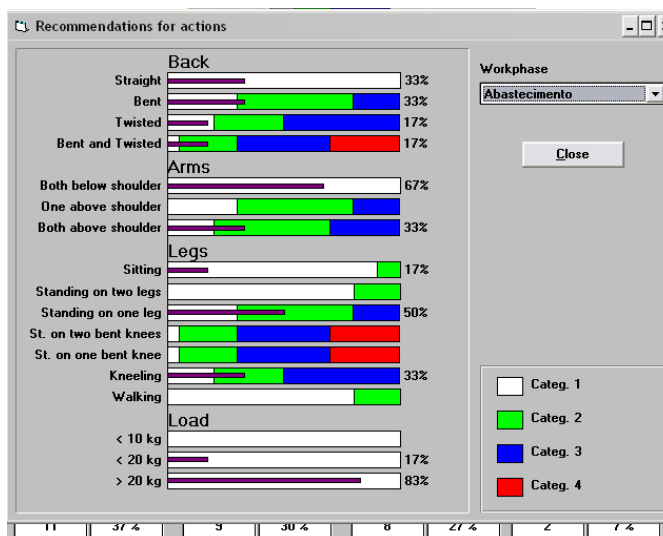 Recommendations for actions
Back
Straight 33%
Bent 33%
Twisted 17%
Bent and Twisted 17%
Arms
Both below shoulder 67%
One above shoulder
Both above shoulder 33%
Legs
Sitting 17%
Standing on two legs
Standing on one leg 50%
St. on two bent knees
St. on one bent knee
Kneeling 33%
Walking
Load
< 10 kg
< 20 kg 17%
> 20 kg 83%
Workphase
Abastecimento
Close
Categ. 1
Categ. 2
Categ. 3
Categ. 4
11 37 % 9 30 % 8 27 % 2 7 %